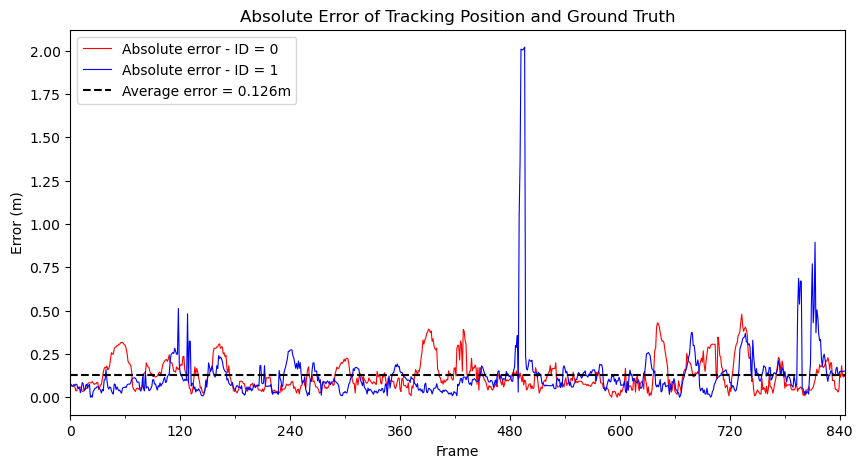 Absolute Error of Tracking Position and Ground Truth
Absolute error - ID = 0
Absolute error - ID = 1
Average error = 0.126m
2.00
1.75
1.50
1.25
1.00
0.75
0.50
0.25
0.00
Error (m)
0 120 240 360 480 600 720 840
Frame